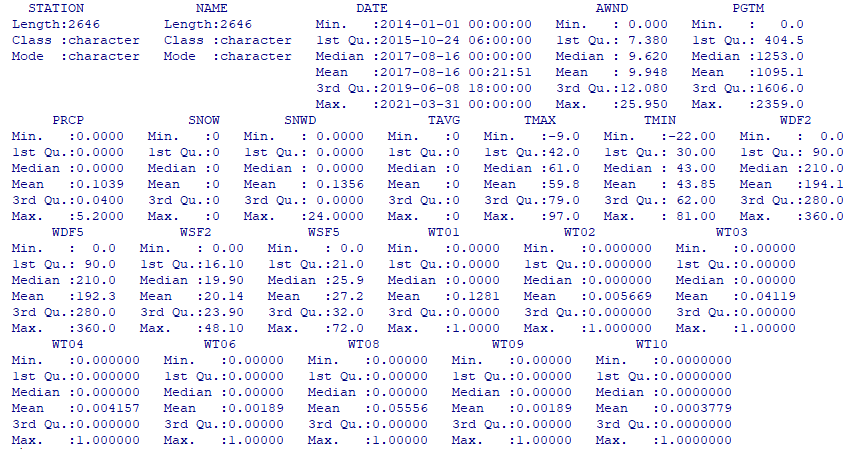 STATION NAME DATE AWND PGTM
Length:2646 Length:2646 Min. :2014-01-01 00:00:00 Min. : 0.000 Min. : 0.0
Class :character Class :character 1st Qu.:2015-10-24 06:00:00 1st Qu.: 7.380 1st Qu.: 404.5
Mode :character Mode :character Median :2017-08-16 00:00:00 Median : 9.620 Median :1253.0
Mean :2017-08-16 00:21:51 Mean : 9.948 Mean :1095.1
3rd Qu.:2019-06-08 18:00:00 3rd Qu.:12.080 3rd Qu.:1606.0
Max. :2021-03-31 00:00:00 Max. :25.950 Max. :2359.0
PRCP SNOW SNWD TAVG TMAX TMIN WDF2
Min. :0.0000 Min. :0 Min. : 0.0000 Min. :0 Min. :-9.0 Min. :-22.00 Min. : 0.0
1st Qu.:0.0000 1st Qu.:0 1st Qu.: 0.0000 1st Qu.:0 1st Qu.:42.0 1st Qu.: 30.00 1st Qu.: 90.0
Median :0.0000 Median :0 Median : 0.0000 Median :0 Median :61.0 Median : 43.00 Median :210.0
Mean :0.1039 Mean :0 Mean : 0.1356 Mean :0 Mean :59.8 Mean : 43.85 Mean :194.1
3rd Qu.:0.0400 3rd Qu.:0 3rd Qu.: 0.0000 3rd Qu.:0 3rd Qu.:79.0 3rd Qu.: 62.00 3rd Qu.:280.0
Max. :5.2000 Max. :0 Max. :24.0000 Max. :0 Max. :97.0 Max. : 81.00 Max. :360.0
WDF5 WSF2 WSF5 WT01 WT02 WT03
Min. : 0.0 Min. : 0.00 Min. : 0.0 Min. :0.0000 Min. :0.000000 Min. :0.00000
1st Qu.: 90.0 1st Qu.:16.10 1st Qu.:21.0 1st Qu.:0.0000 1st Qu.:0.000000 1st Qu.:0.00000
Median :210.0 Median :19.90 Median :25.9 Median :0.0000 Median :0.000000 Median :0.00000
Mean :192.3 Mean :20.14 Mean :27.2 Mean :0.1281 Mean :0.005669 Mean :0.04119
3rd Qu.:280.0 3rd Qu.:23.90 3rd Qu.:32.0 3rd Qu.:0.0000 3rd Qu.:0.000000 3rd Qu.:0.00000
Max. :360.0 Max. :48.10 Max. :72.0 Max. :1.0000 Max. :1.000000 Max. :1.00000
WT04 WT06 WT08 WT09 WT10
Min. :0.000000 Min. :0.00000 Min. :0.00000 Min. :0.00000 Min. :0.0000000
1st Qu.:0.000000 1st Qu.:0.00000 1st Qu.:0.00000 1st Qu.:0.00000 1st Qu.:0.0000000
Median :0.000000 Median :0.00000 Median :0.00000 Median :0.00000 Median :0.0000000
Mean :0.004157 Mean :0.00189 Mean :0.05556 Mean :0.00189 Mean :0.0003779
3rd Qu.:0.000000 3rd Qu.:0.00000 3rd Qu.:0.00000 3rd Qu.:0.00000 3rd Qu.:0.0000000
Max. :1.000000 Max. :1.00000 Max. :1.00000 Max. :1.00000 Max. :1.0000000